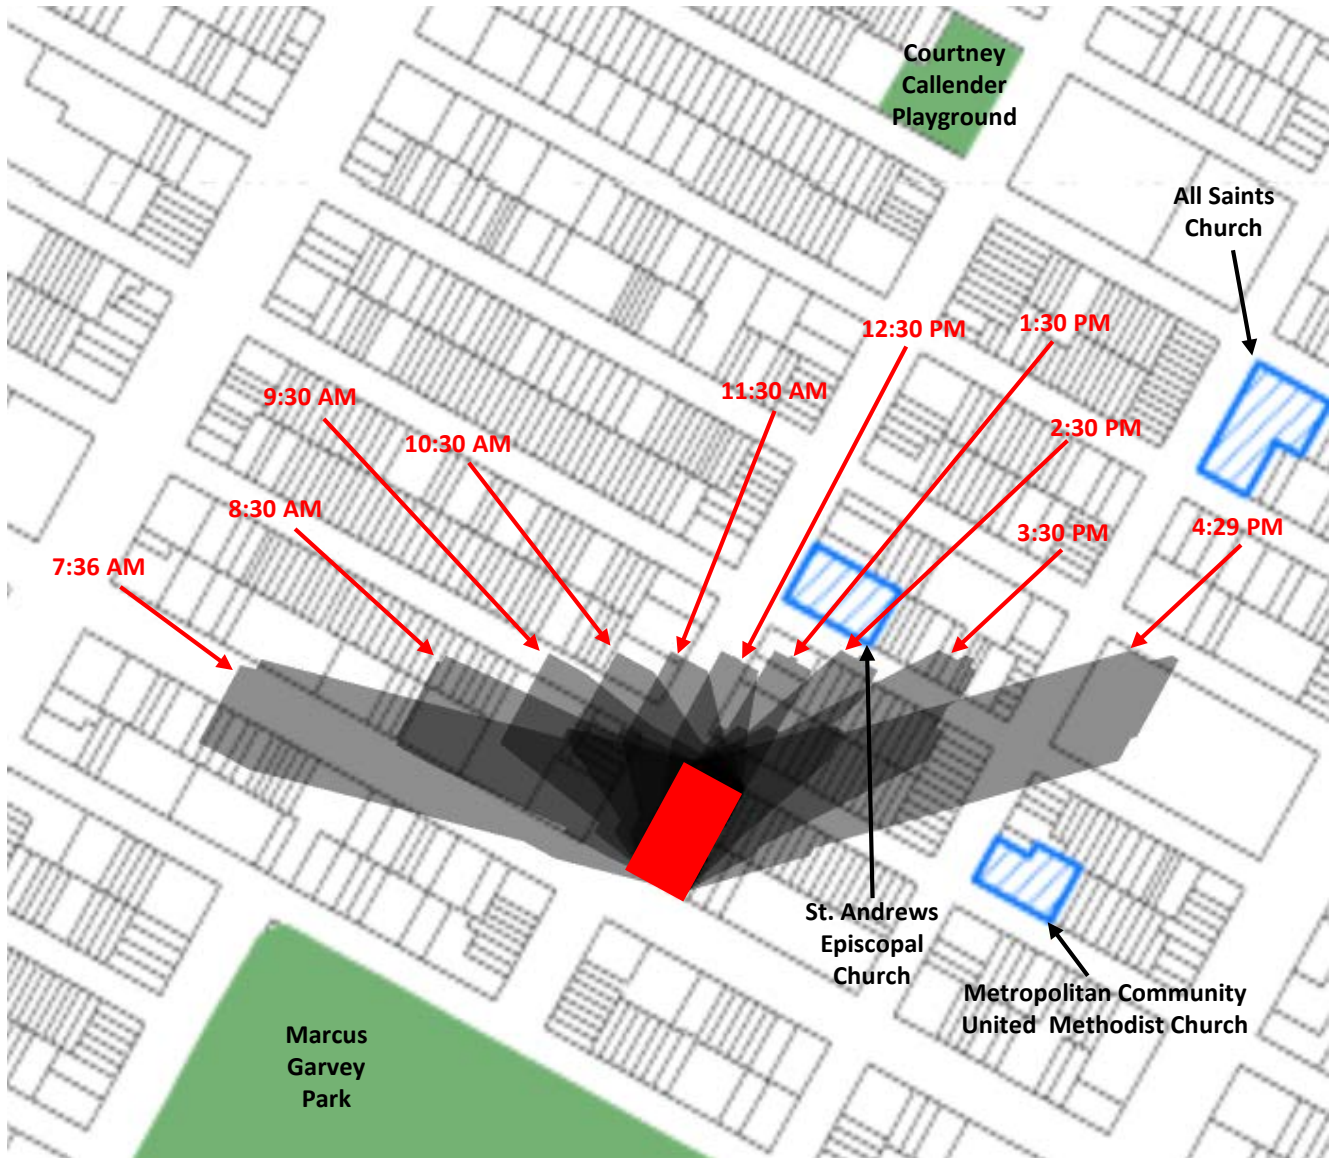 Courtney
Callender
Playground
All Saints
Church
12:30 PM
1:30 PM
11:30 AM
9:30 AM
2:30 PM
10:30 AM
8:30 AM
3:30 PM
4:29 PM
7:36 AM
St. Andrews
Episcopal
Church
Metropolitan Community
United Methodist Church
Marcus
Garvey
Park